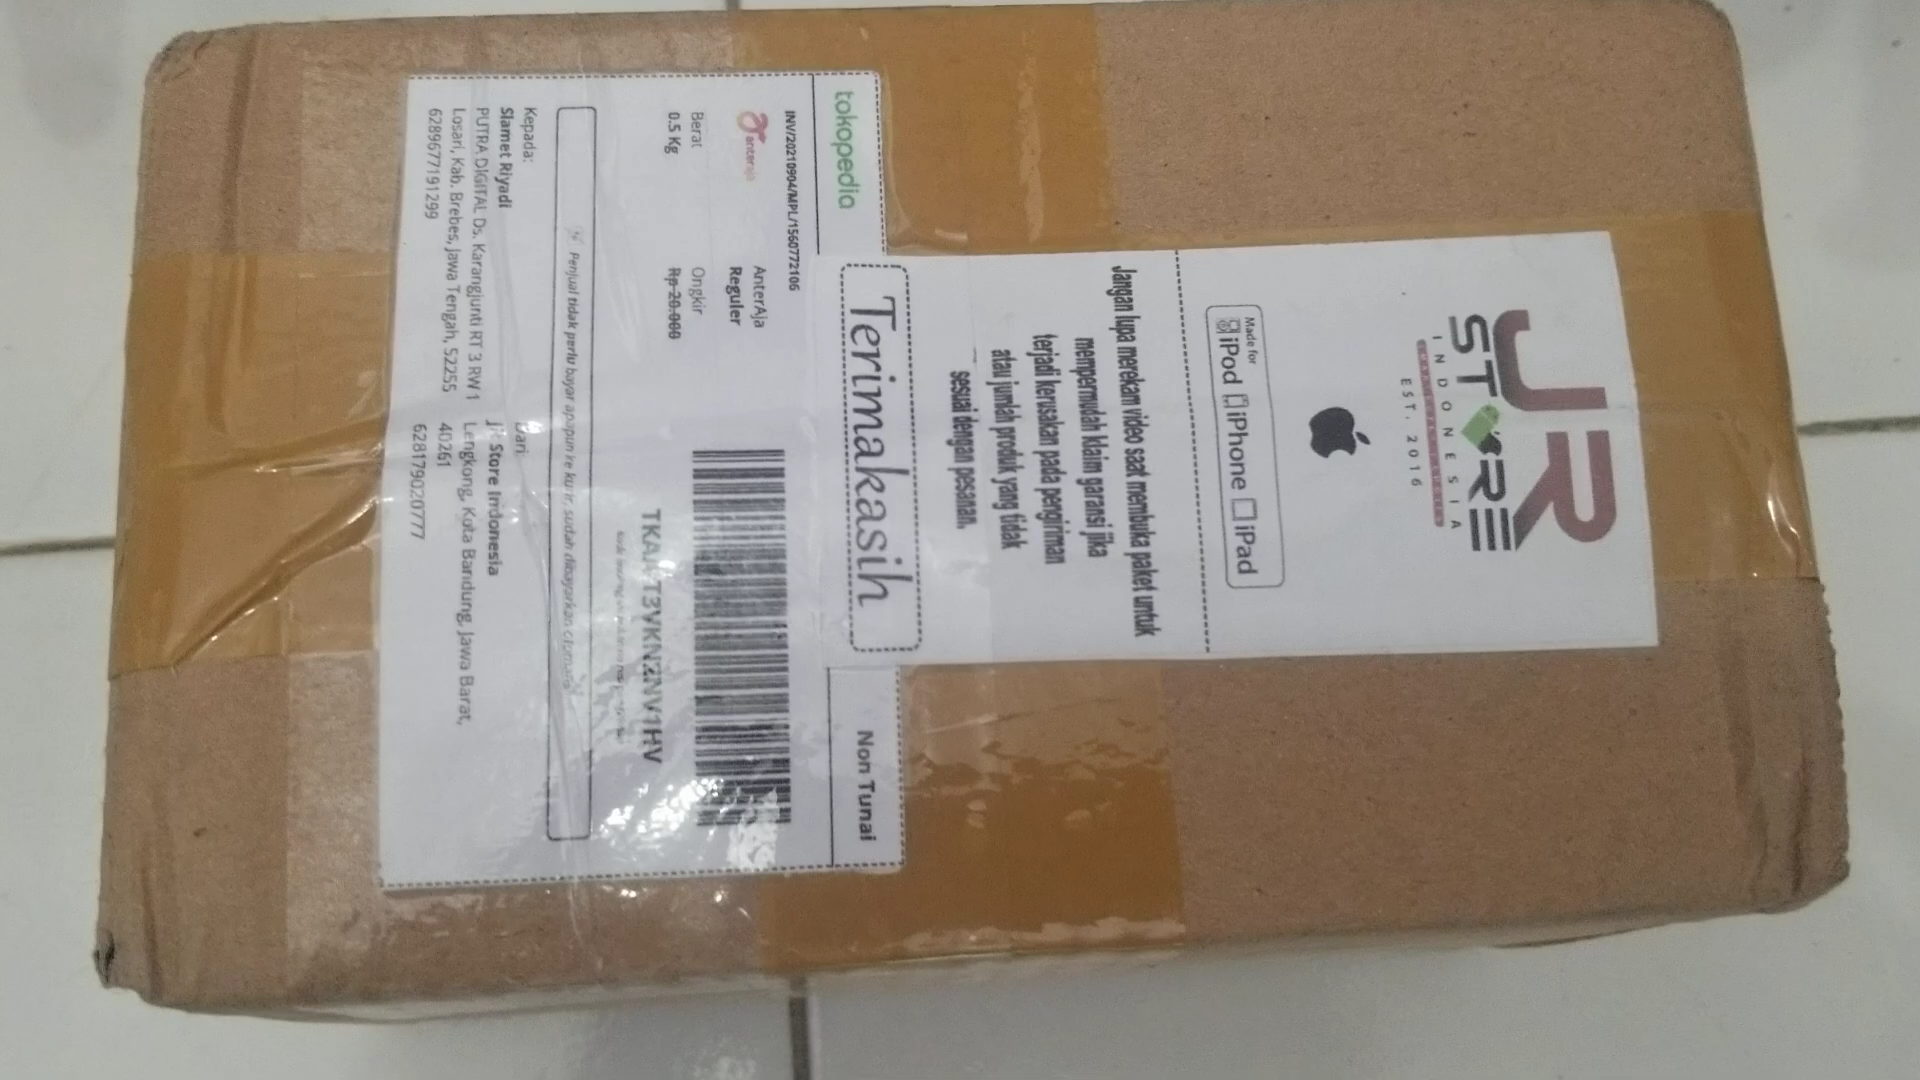 JR
STORE
INDONESIA
EST. 2016
Made for
iPod iPhone iPad
Jangan lupa merekam video saat membuka paket untuk
mempermudah klaim garansi jika
terjadi kerusakan pada pengiriman
atau jumlah produk yang tidak
sesuai dengan pesanan.
Terimakasih
tokopedia
Non Tunai
INV/20210904/MPL/1560772106
anteraja
AnterAja
Reguler
Berat
0.5 Kg
Ongkir
Rp 20.000
Penjual tidak perlu bayar apapun ke kurir, sudah dibayarkan otomatis
Kepada:
Slamet Riyadi
PUTRA DIGITAL Ds. Karangjunti RT 3 RW 1
Losari, Kab. Brebes, Jawa Tengah, 52255
6289677191299
Dari:
Store Indonesia
Lengkong, Kota Bandung, Jawa Barat,
40261
628179020777